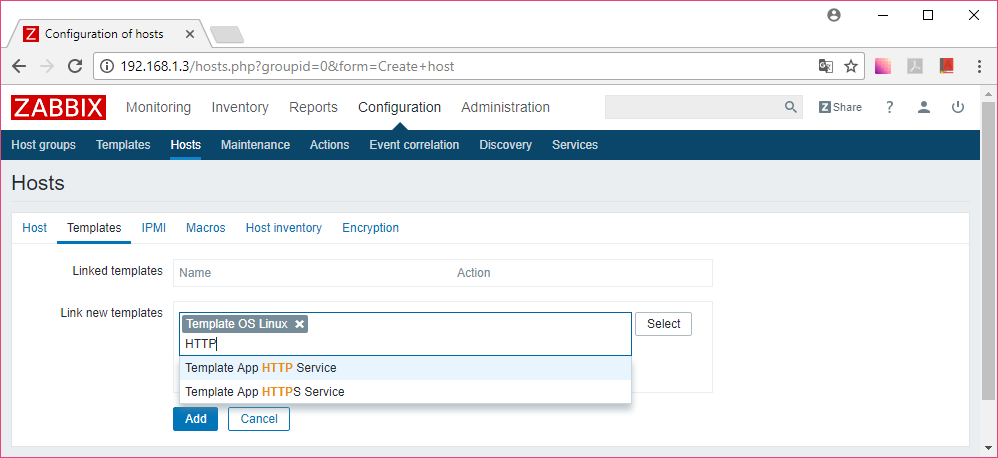 Configuration of hosts
192.168.1.3/hosts.php?groupid=0&form=Create+host
ZABBIX Monitoring Inventory Reports Configuration Administration Z Share ?
Host groups Templates Hosts Maintenance Actions Event correlation Discovery Services
Hosts
Host Templates IPMI Macros Host inventory Encryption
Linked templates Name Action
Link new templates Template OS Linux Select
HTTP
Template App HTTP Service
Template App HTTPS Service
Add Cancel